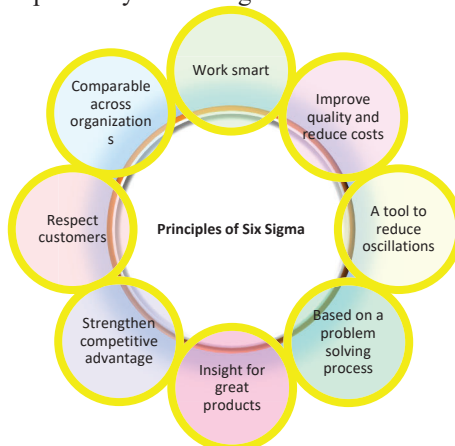 Work smart
Improve
quality and
reduce costs
A tool to
reduce
oscillations
Based on a
problem
solving
process
Insight for
great
products
Strengthen
competitive
advantage
Respect
customers
Comparable
across
organization
s
Principles of Six Sigma